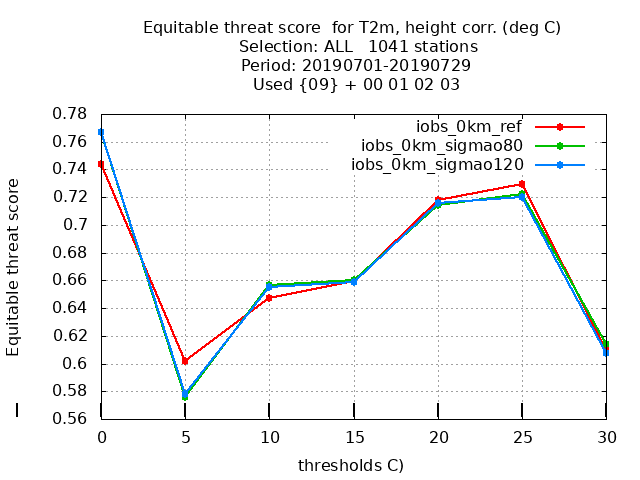 Equitable threat score  for T2m, height corr. (deg C)
Selection: ALL   1041 stations
Period: 20190701-20190729
Used {09} + 00 01 02 03
iobs_0km_ref
iobs_0km_sigmao80
iobs_0km_sigmao120
0.78
0.76
0.74
0.72
0.7
0.68
0.66
0.64
0.62
0.6
0.58
0.56
Equitable threat score
0
5
10
15
20
25
30
thresholds C)